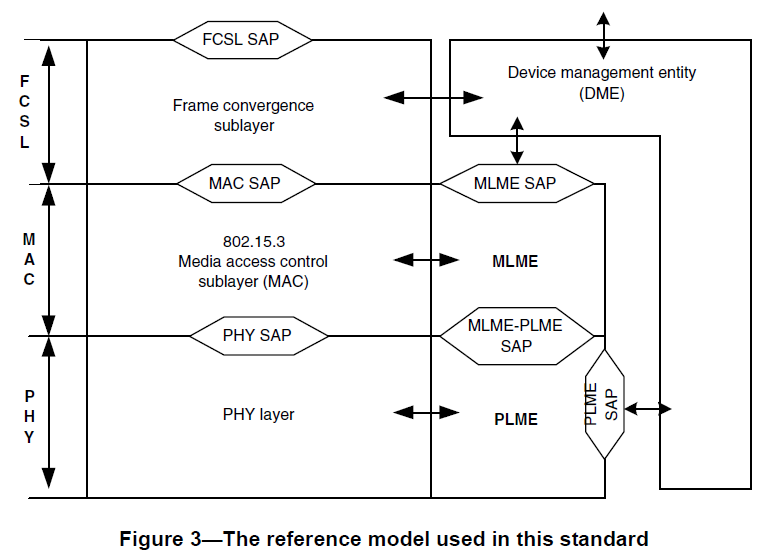 FCSL SAP
Device management entity
(DME)
F
C
S
L
Frame convergence
sublayer
MAC SAP
MLME SAP
M
A
C
802.15.3
Media access control
sublayer (MAC)
MLME
PHY SAP
MLME-PLME
SAP
P
H
Y
PHY layer
PLME
PLME
SAP
Figure 3—The reference model used in this standard